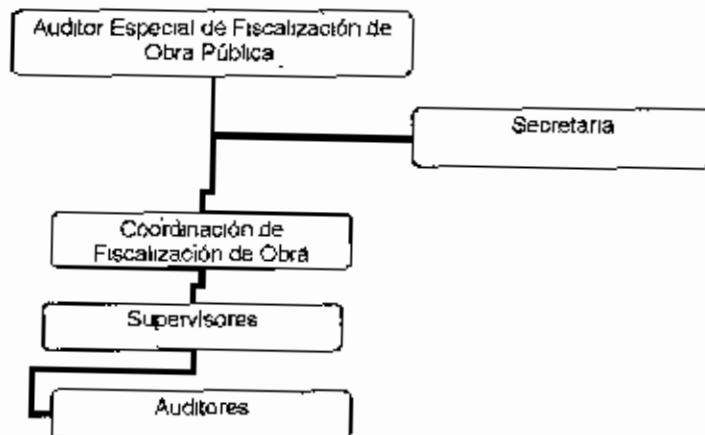 Auditor Especial de Fiscalización de
Obra Pública
Secretaria
Coordinación de
Fiscalización de Obra
Supervisores
Auditores